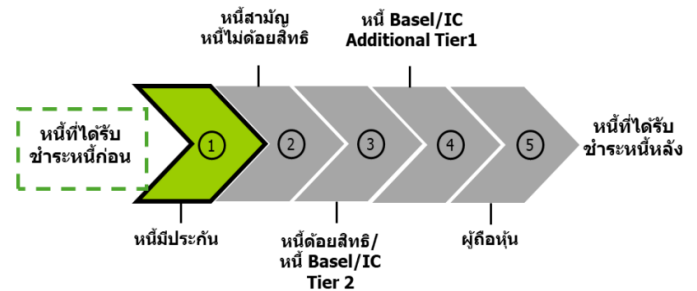 หนี้สามัญ
หนี้ไม่ด้อยสิทธิ
หนี้ Basel/IC
Additional Tier1
หนี้ที่ได้รับ
ชำระหนี้ก่อน
1
2
3
4
5
หนี้ที่ได้รับ
ชำระหนี้หลัง
หนี้มีประกัน
หนี้ด้อยสิทธิ/
หนี้ Basel/IC
Tier 2
ผู้ถือหุ้น